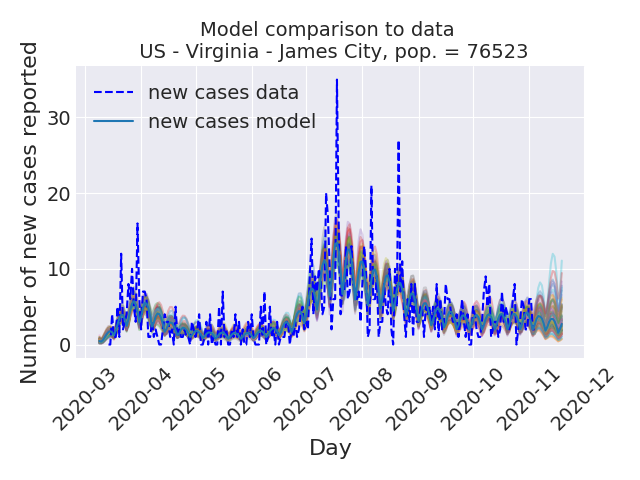 Model comparison to data
US - Virginia - James City, pop. = 76523
Number of new cases reported
30
20
10
0
new cases data
new cases model
2020-03
2020-04
2020-05
2020-06
2020-07
2020-08
2020-09
2020-10
2020-11
2020-12
Day